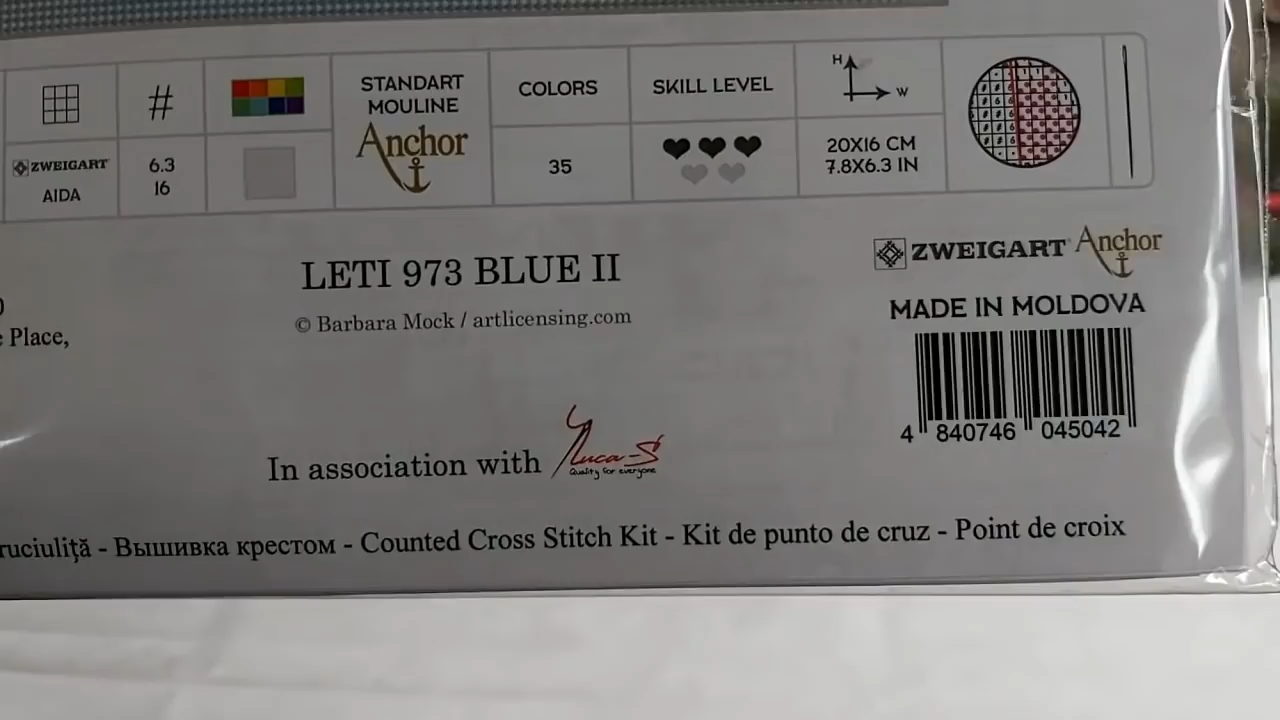 #
STANDART
MOULINE
Anchor
COLORS
SKILL LEVEL
H
W
ZWEIGART
AIDA
6.3
16
35
20X16 CM
7.8X6.3 IN
ZWEIGART Anchor
LETI 973 BLUE II
© Barbara Mock / artlicensing.com
Place,
MADE IN MOLDOVA
4 840746 045042
In association with Luca-S
Quality for everyone
- Вышивка крестом - Counted Cross Stitch Kit - Kit de punto de cruz - Point de croix